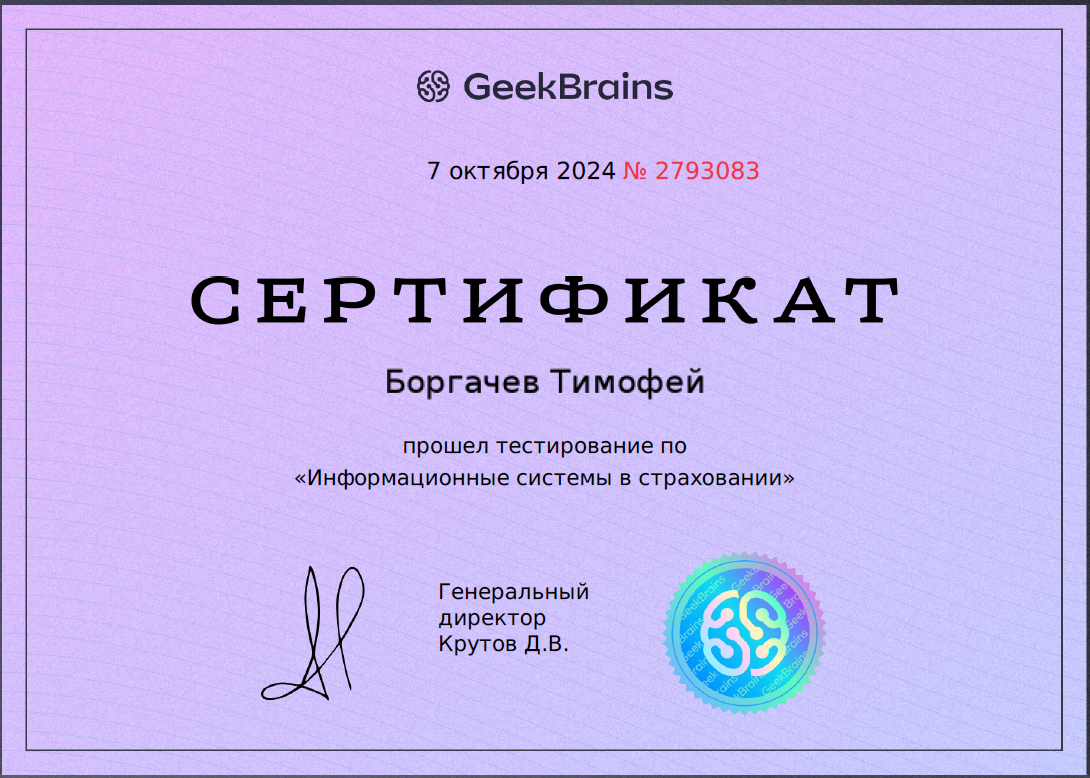 GeekBrains
7 октября 2024 № 2793083
СЕРТИФИКАТ
Боргачев Тимофей
прошел тестирование по
«Информационные системы в страховании»
Генеральный
директор
Крутов Д.В.